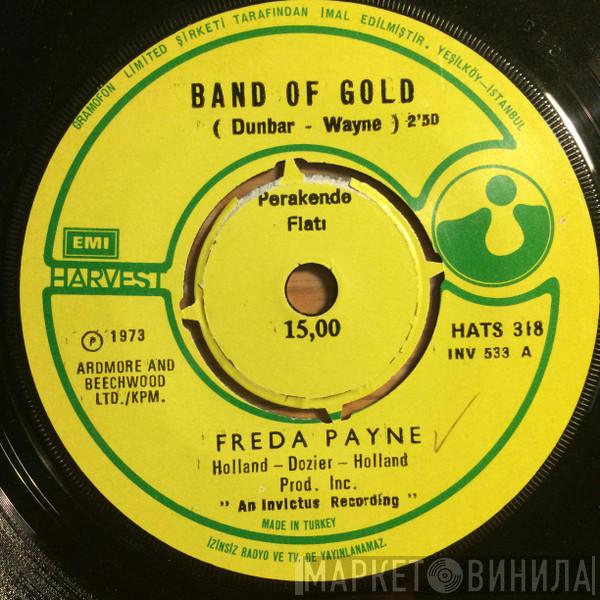 GRAMOFON LIMITED ŞİRKETİ TARAFINDAN İMAL EDİLMİŞTİR. YEŞİLKÖY-İSTANBUL
BAND OF GOLD
( Dunbar - Wayne ) 2'50
Perakende
Fiatı
EMI
HARVEST
15,00
HATS 318
INV 533 A
℗ 1973
ARDMORE AND
BEECHWOOD
LTD./KPM.
FREDA PAYNE
Holland - Dozier - Holland
Prod. Inc.
" An Invictus Recording "
MADE IN TURKEY
İZİNSİZ RADYO VE TV. DE YAYINLANAMAZ.
МАРКЕТ ВИНИЛА